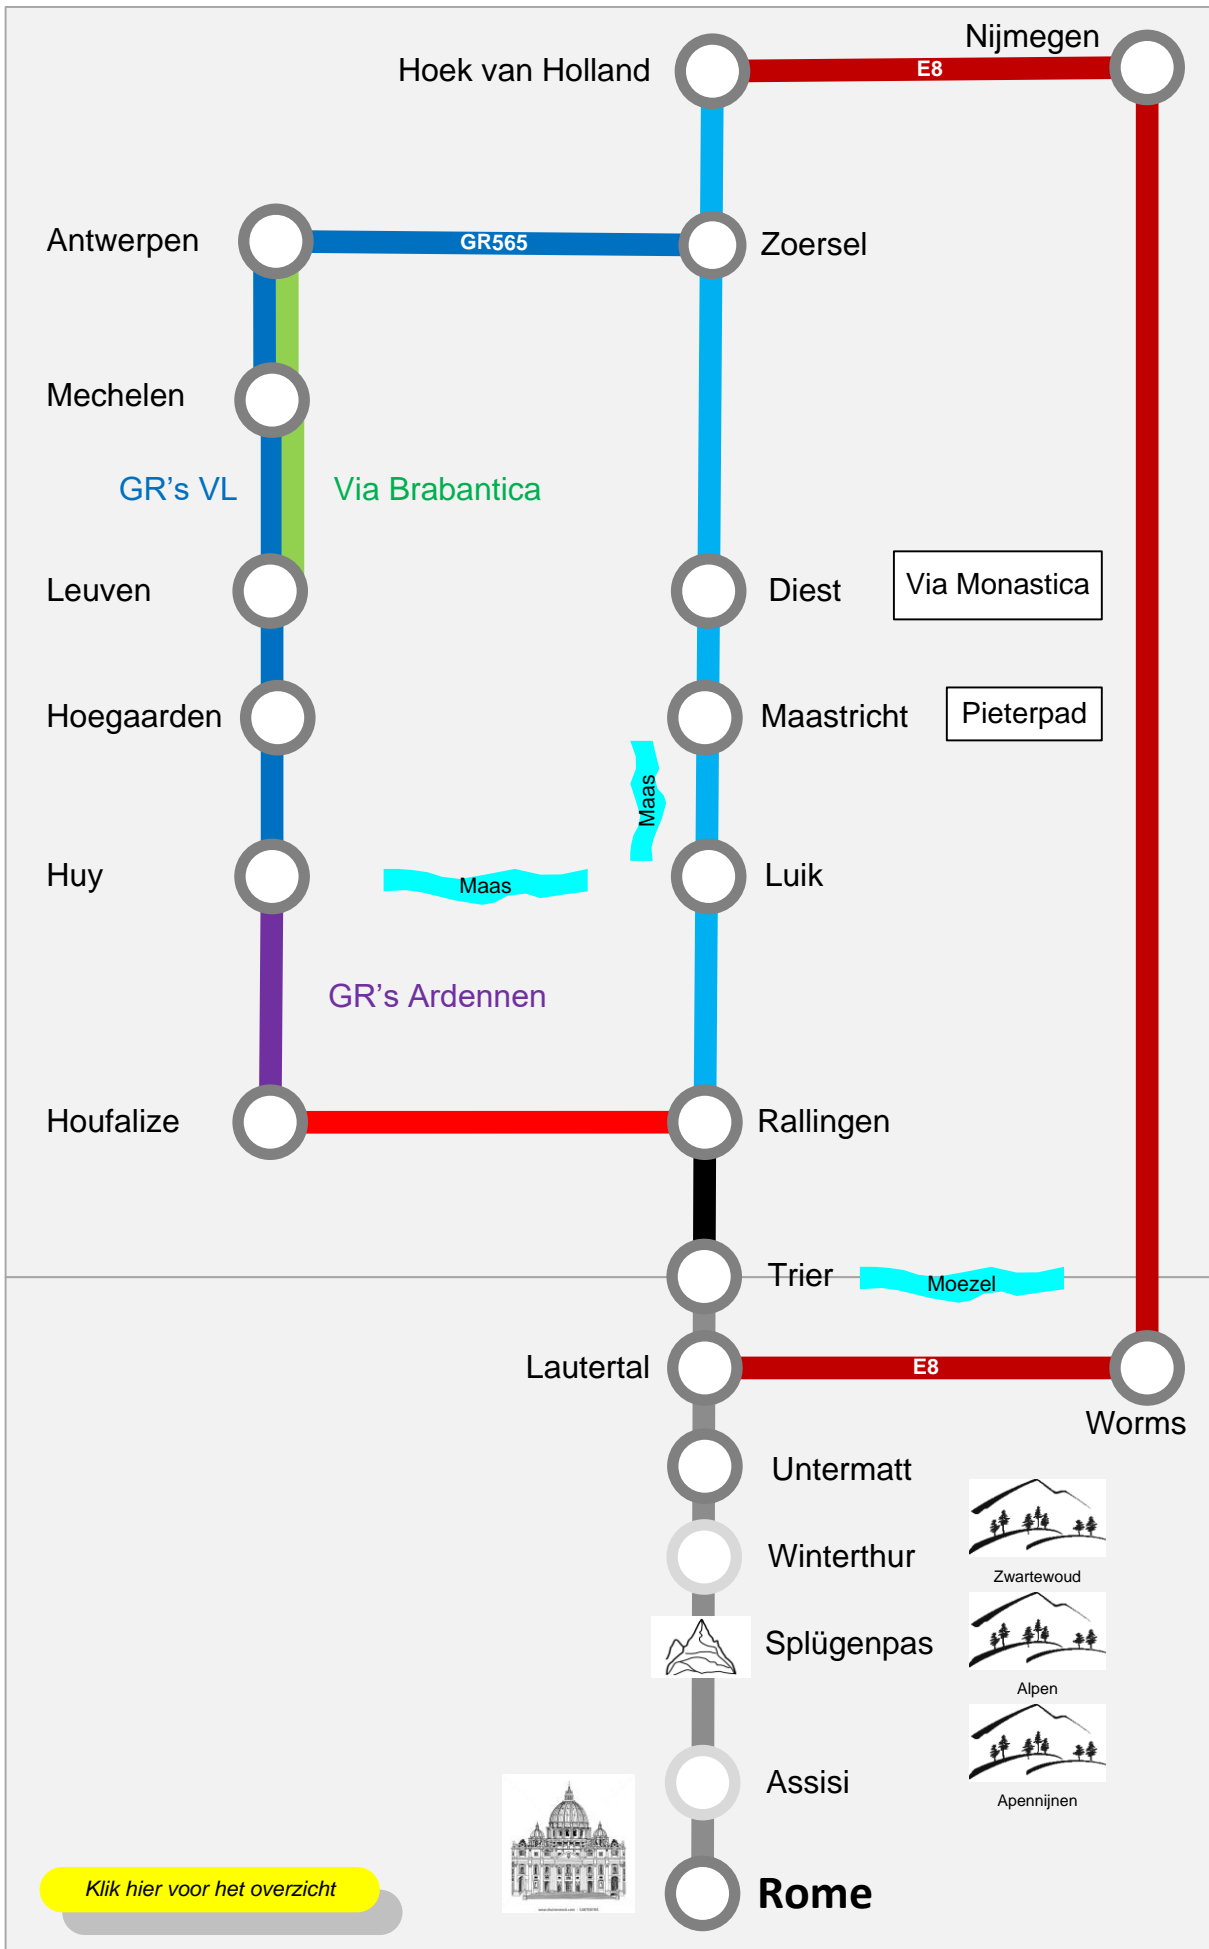 Nijmegen
Hoek van Holland
E8
Antwerpen
GR565
Zoersel
Mechelen
GR's VL
Via Brabantica
Leuven
Diest
Via Monastica
Hoegaarden
Maastricht
Pieterpad
Maas
Huy
Maas
Luik
GR's Ardennen
Houfalize
Rallingen
Trier
Moezel
Lautertal
E8
Worms
Untermatt
Winterthur
Zwartewoud
Splügenpas
Alpen
Assisi
Apennijnen
Klik hier voor het overzicht
Rome